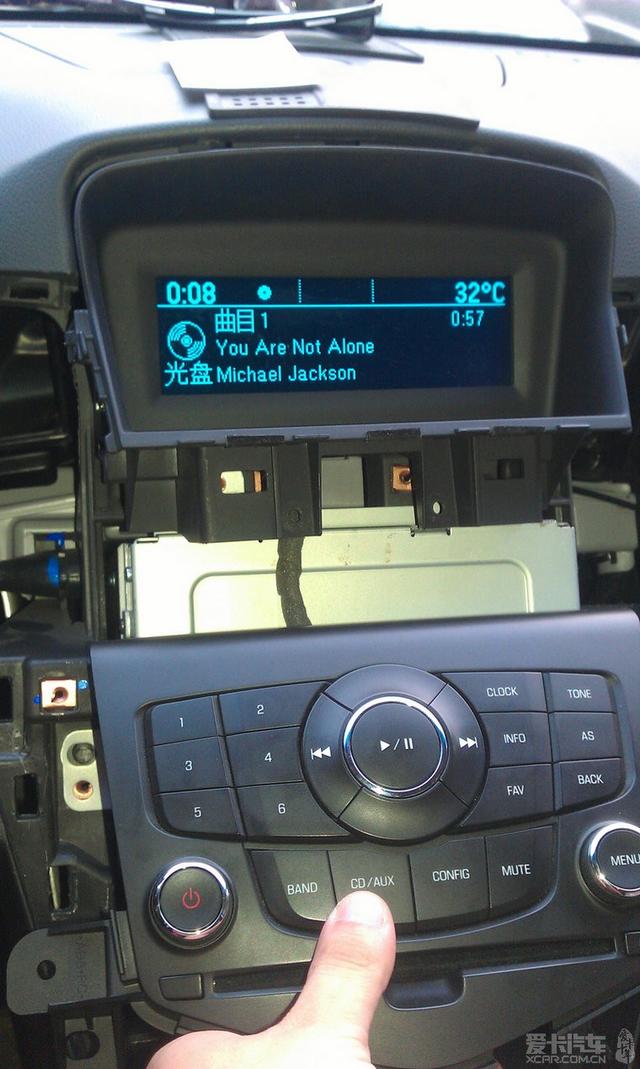 0:08 32°C
曲目 1 0:57
You Are Not Alone
光盘 Michael Jackson
1 2 CLOCK TONE
3 4 INFO AS
5 6 FAV BACK
BAND CD/AUX CONFIG MUTE MENU
爱卡汽车
XCAR.COM.CN